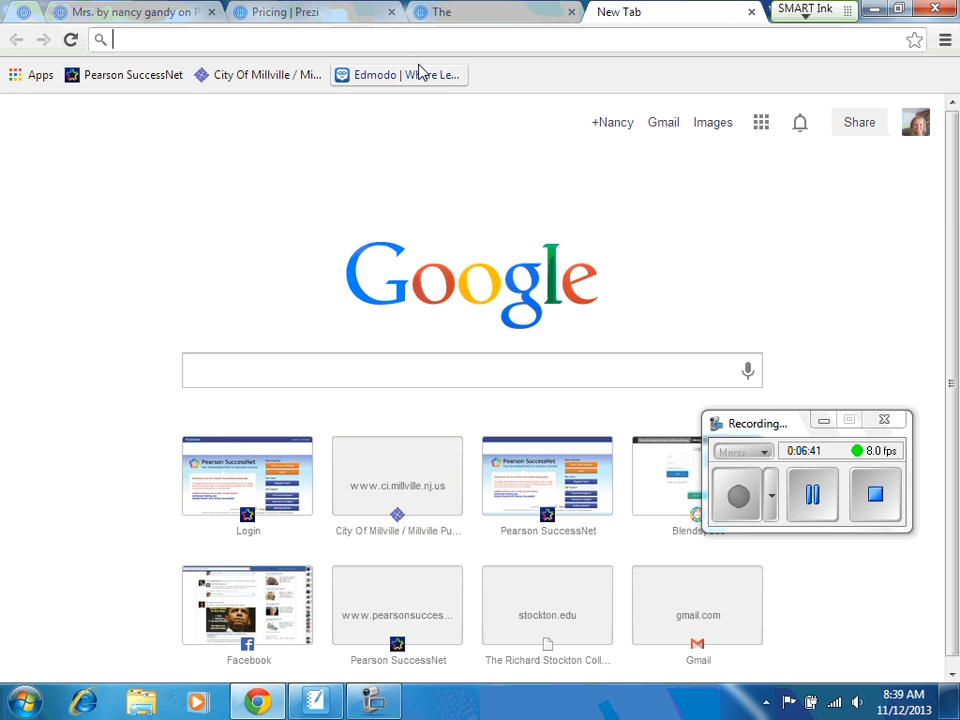 Mrs. by nancy gandy on P
Pricing | Prezi
The
New Tab
SMART Ink
Apps
Pearson SuccessNet
City Of Millville / Mi...
Edmodo | Where Le...
+Nancy
Gmail
Images
Share
Google
Recording...
Menu
0:06:41
8.0 fps
Pearson SuccessNet
www.ci.millville.nj.us
Pearson SuccessNet
Login
City Of Millville / Millville Pu...
Pearson SuccessNet
www.pearsonsucces...
stockton.edu
gmail.com
Facebook
Pearson SuccessNet
The Richard Stockton Coll...
Gmail
8:39 AM
11/12/2013